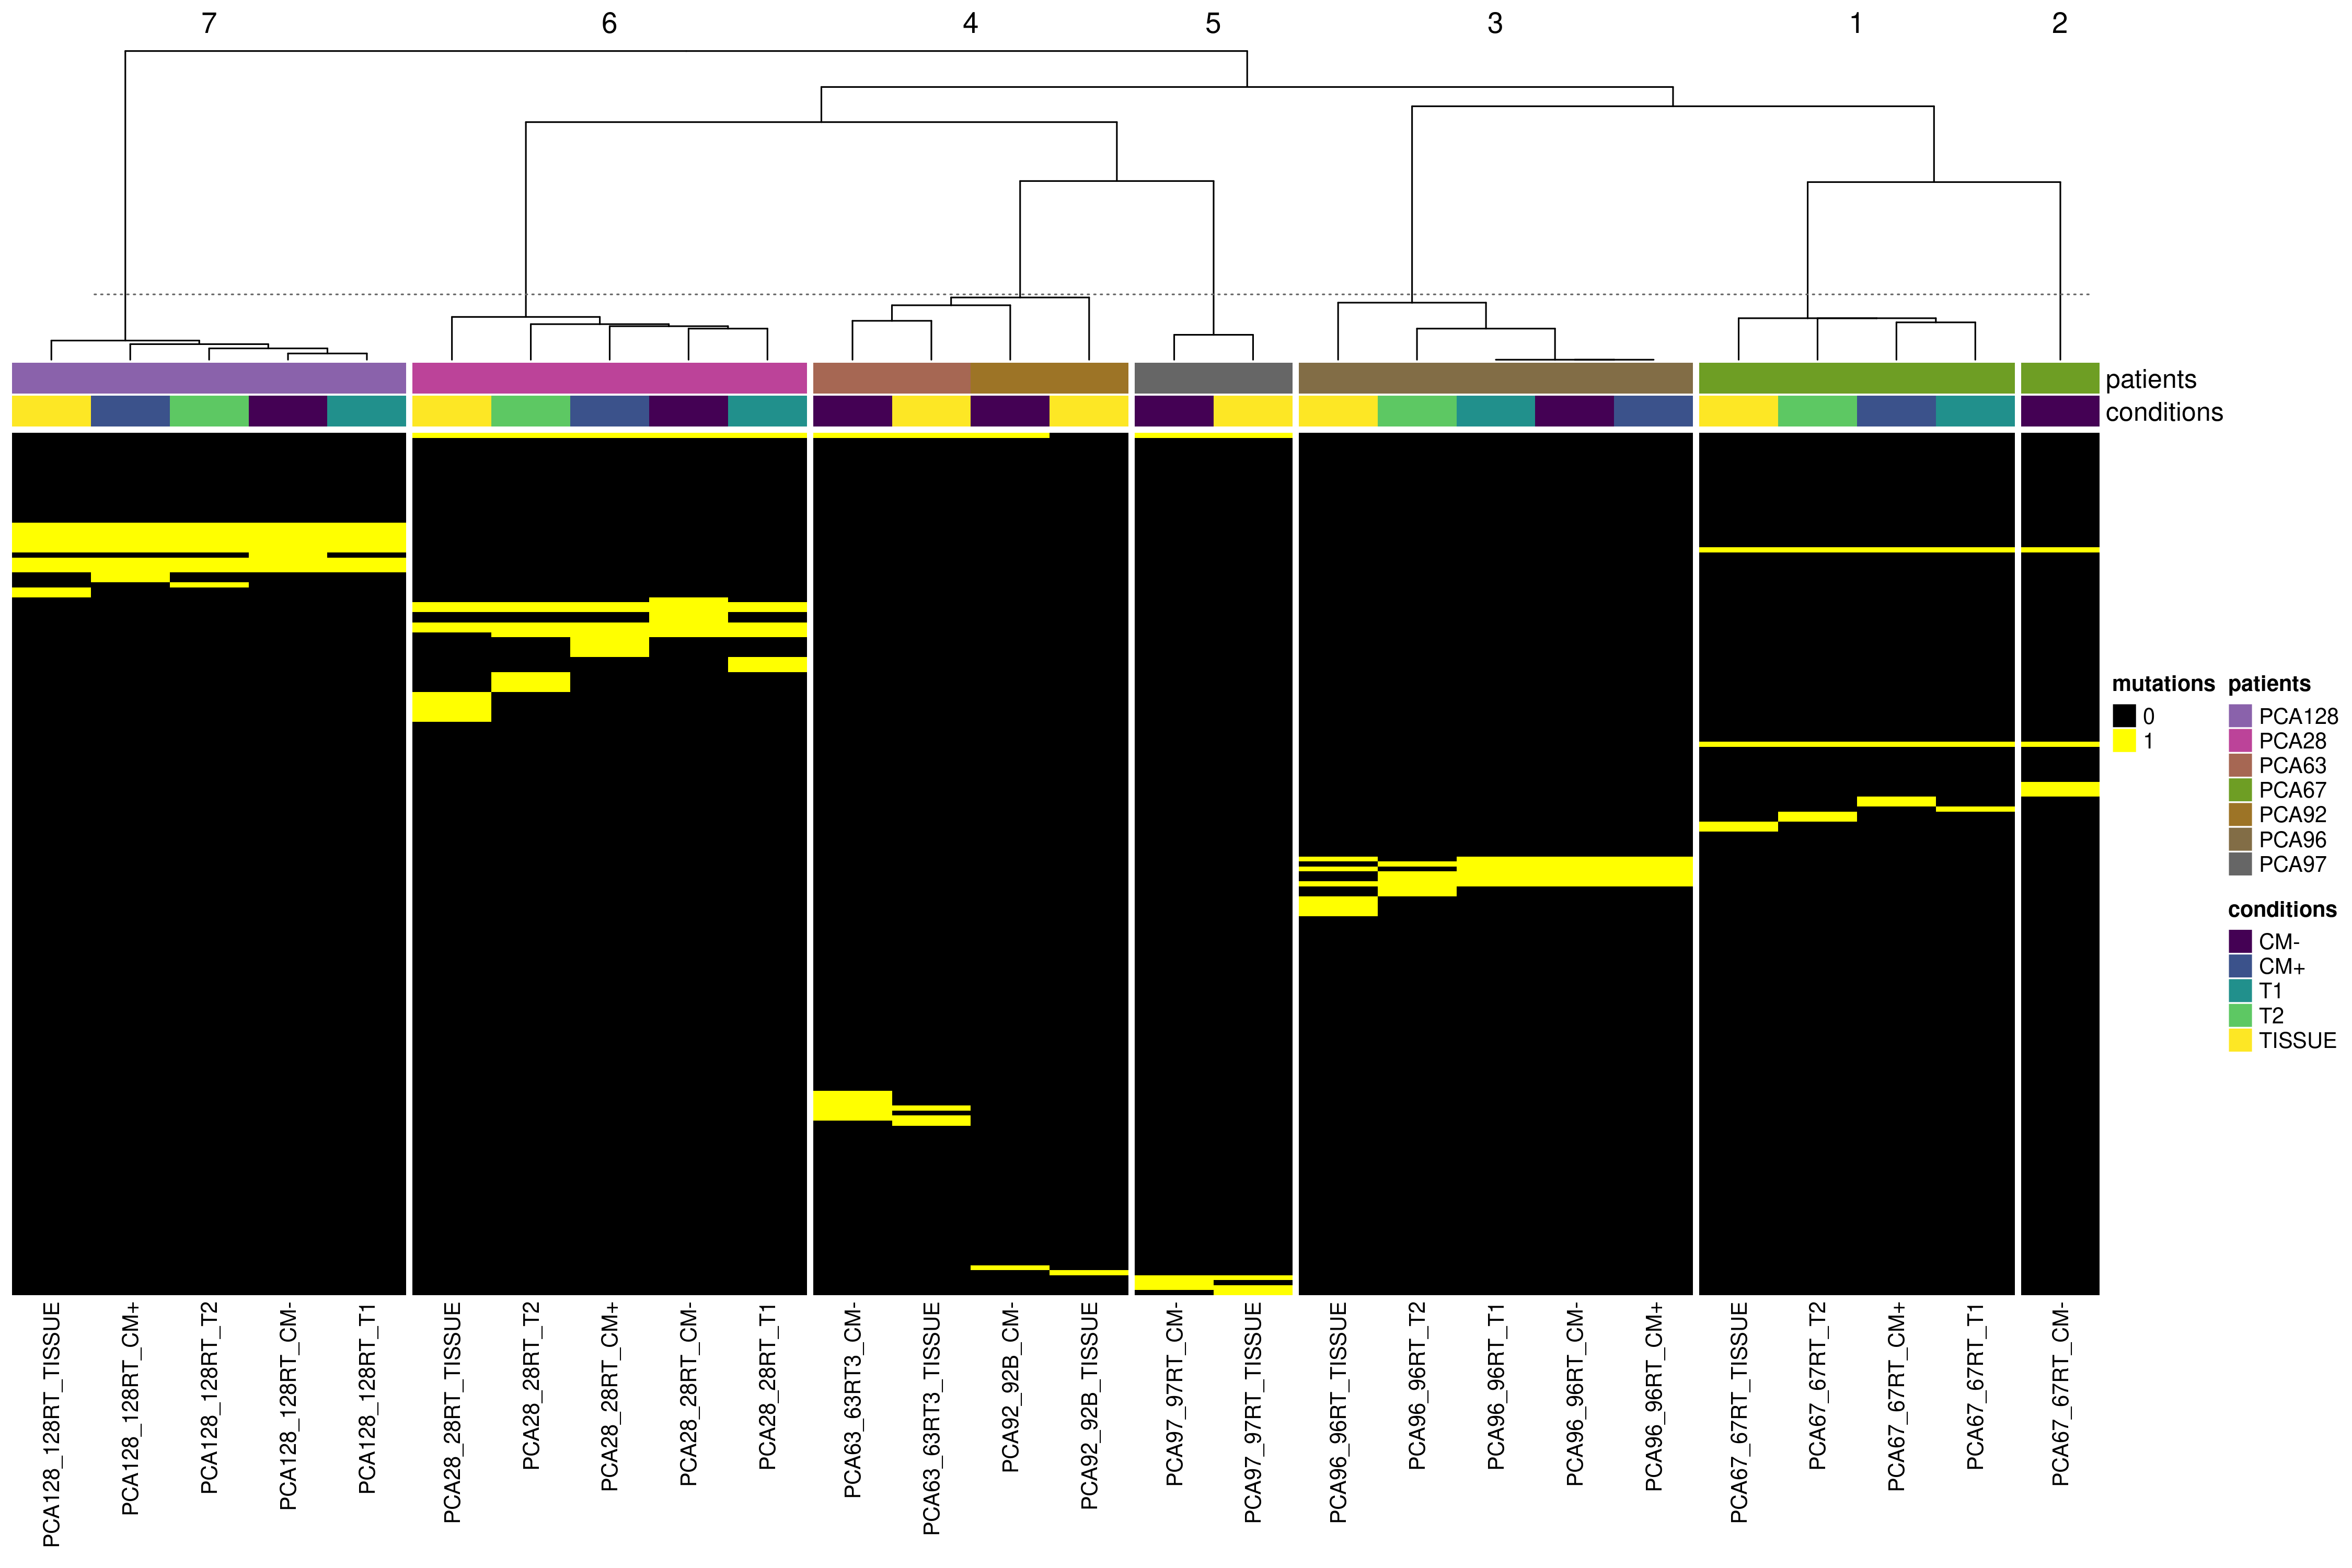 7 6 4 5 3 1 2
patients
conditions
mutations
0
1
patients
PCA128
PCA28
PCA63
PCA67
PCA92
PCA96
PCA97
conditions
CM-
CM+
T1
T2
TISSUE
PCA128_128RT_TISSUE
PCA128_128RT_CM+
PCA128_128RT_T2
PCA128_128RT_CM-
PCA128_128RT_T1
PCA28_28RT_TISSUE
PCA28_28RT_T2
PCA28_28RT_CM+
PCA28_28RT_CM-
PCA28_28RT_T1
PCA63_63RT3_CM-
PCA63_63RT3_TISSUE
PCA92_92B_CM-
PCA92_92B_TISSUE
PCA97_97RT_CM-
PCA97_97RT_TISSUE
PCA96_96RT_TISSUE
PCA96_96RT_T2
PCA96_96RT_T1
PCA96_96RT_CM-
PCA96_96RT_CM+
PCA67_67RT_TISSUE
PCA67_67RT_T2
PCA67_67RT_CM+
PCA67_67RT_T1
PCA67_67RT_CM-